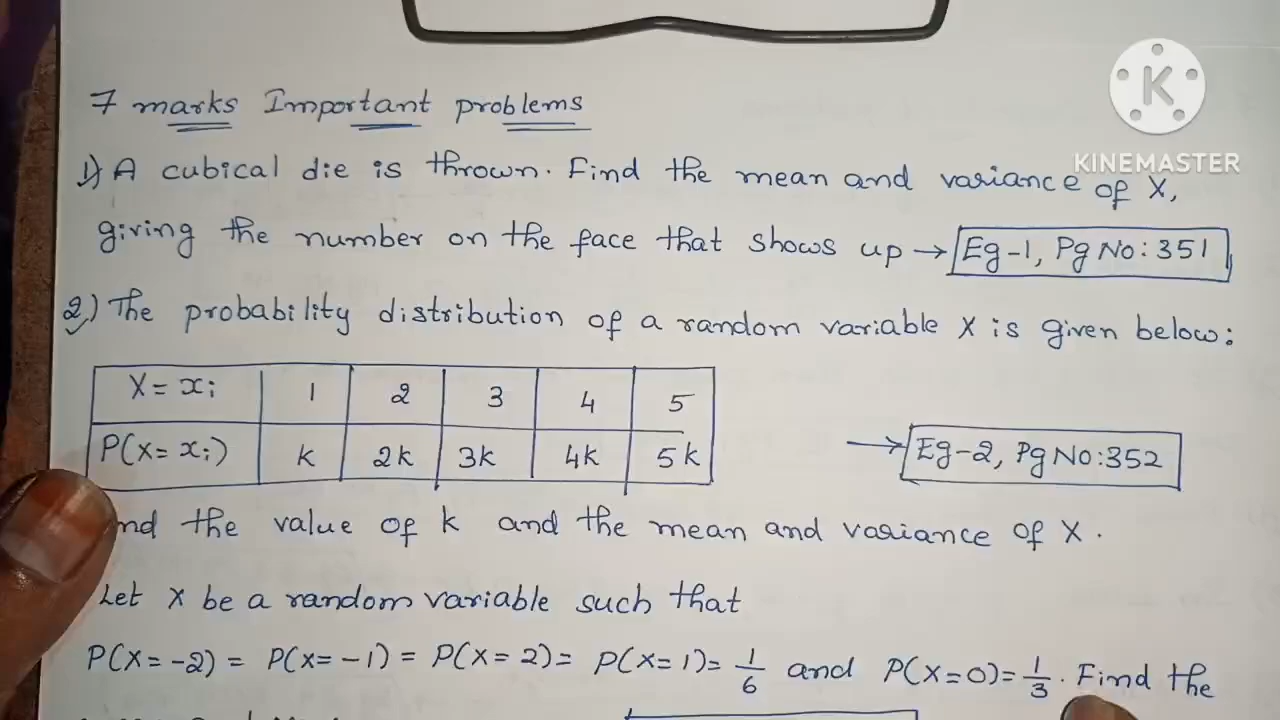 7 marks Important problems
K
KINEMASTER
1) A cubical die is thrown. Find the mean and variance of X,
giving the number on the face that shows up → Eg-1, Pg No: 351
2) The probability distribution of a random variable X is given below:
X = xi 1 2 3 4 5
P(X = xi) k 2k 3k 4k 5k
→ Eg-2, Pg No: 352
nd the value of k and the mean and variance of X.
Let X be a random variable such that
P(X = -2) = P(X = -1) = P(X = 2) = P(X = 1) = 1/6 and P(X = 0) = 1/3. Find the